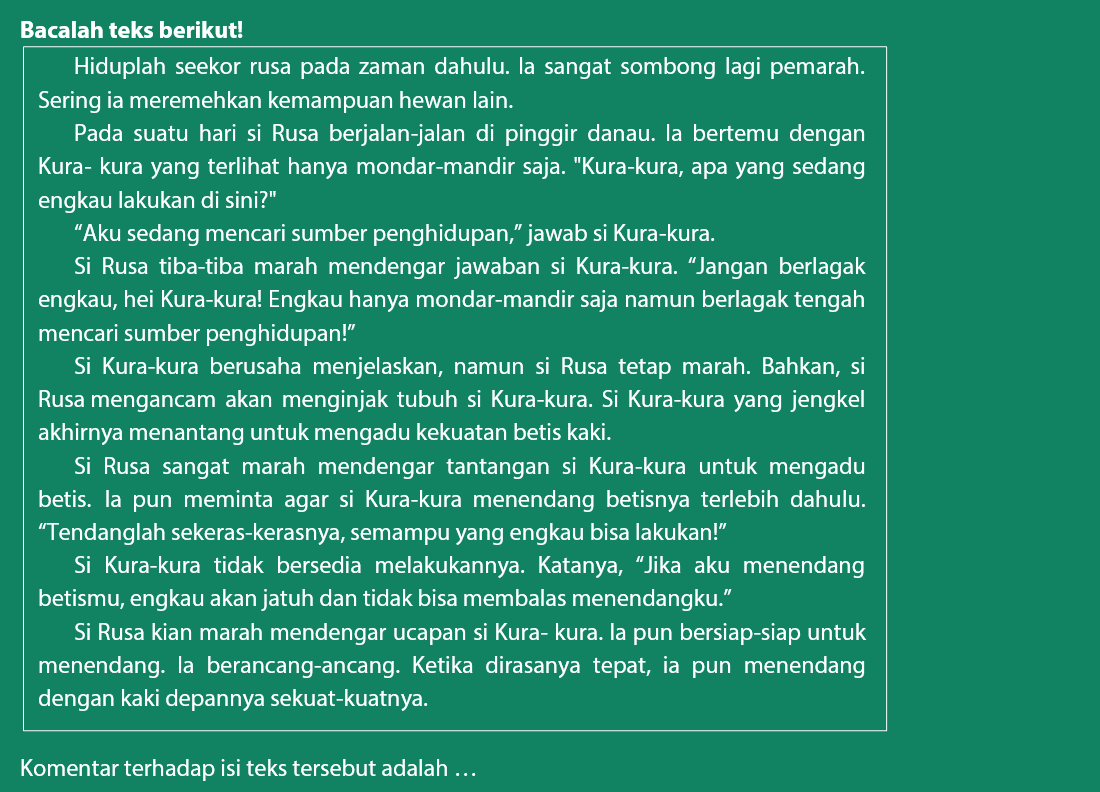 Bacalah teks berikut!
Hiduplah seekor rusa pada zaman dahulu. Ia sangat sombong lagi pemarah.
Sering ia meremehkan kemampuan hewan lain.
Pada suatu hari si Rusa berjalan-jalan di pinggir danau. Ia bertemu dengan
Kura- kura yang terlihat hanya mondar-mandir saja. "Kura-kura, apa yang sedang
engkau lakukan di sini?"
“Aku sedang mencari sumber penghidupan,” jawab si Kura-kura.
Si Rusa tiba-tiba marah mendengar jawaban si Kura-kura. “Jangan berlagak
engkau, hei Kura-kura! Engkau hanya mondar-mandir saja namun berlagak tengah
mencari sumber penghidupan!”
Si Kura-kura berusaha menjelaskan, namun si Rusa tetap marah. Bahkan, si
Rusa mengancam akan menginjak tubuh si Kura-kura. Si Kura-kura yang jengkel
akhirnya menantang untuk mengadu kekuatan betis kaki.
Si Rusa sangat marah mendengar tantangan si Kura-kura untuk mengadu
betis. Ia pun meminta agar si Kura-kura menendang betisnya terlebih dahulu.
“Tendanglah sekeras-kerasnya, semampu yang engkau bisa lakukan!”
Si Kura-kura tidak bersedia melakukannya. Katanya, “Jika aku menendang
betismu, engkau akan jatuh dan tidak bisa membalas menendangku.”
Si Rusa kian marah mendengar ucapan si Kura- kura. Ia pun bersiap-siap untuk
menendang. Ia berancang-ancang. Ketika dirasanya tepat, ia pun menendang
dengan kaki depannya sekuat-kuatnya.
Komentar terhadap isi teks tersebut adalah …